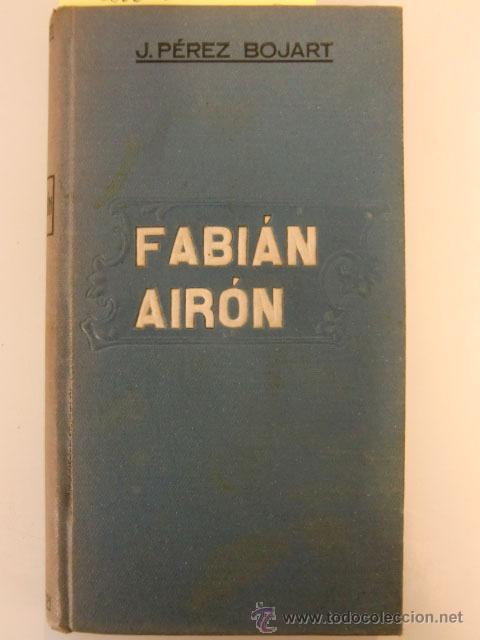 J. PÉREZ BOJART
FABIÁN
AIRÓN
www.todocoleccion.net